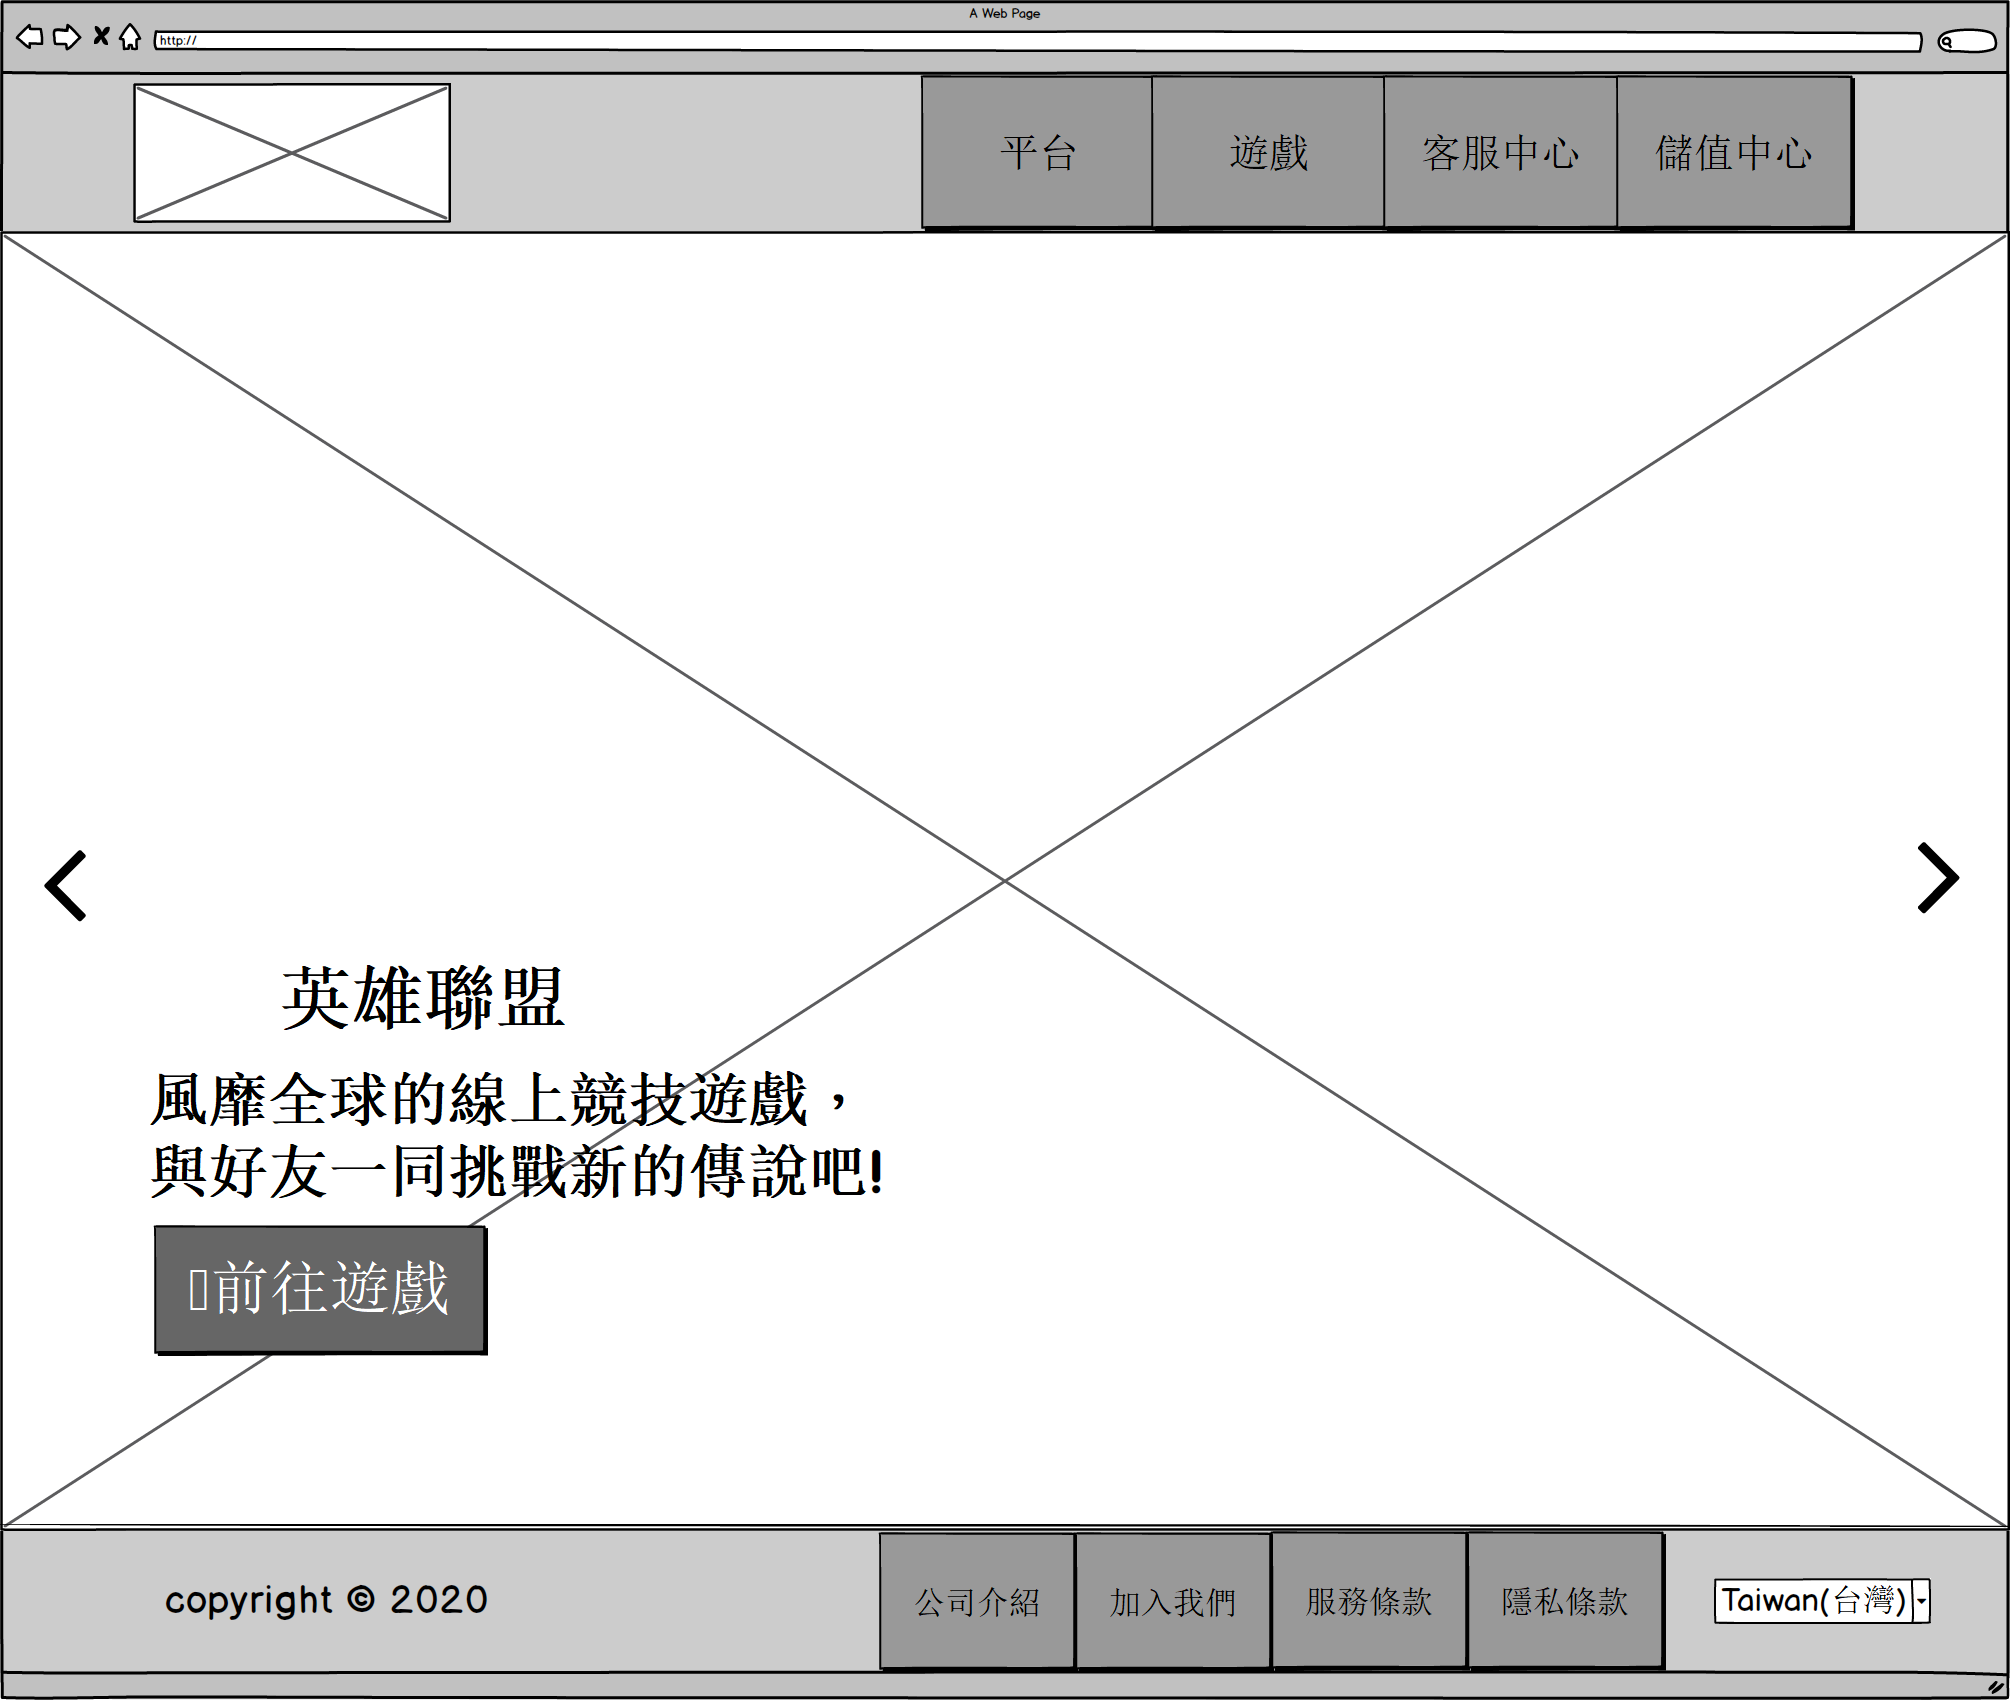 A Web Page
http://
平台
遊戲
客服中心
儲值中心
英雄聯盟
風靡全球的線上競技遊戲，
與好友一同挑戰新的傳說吧!
前往遊戲
copyright © 2020
公司介紹
加入我們
服務條款
隱私條款
Taiwan(台灣)